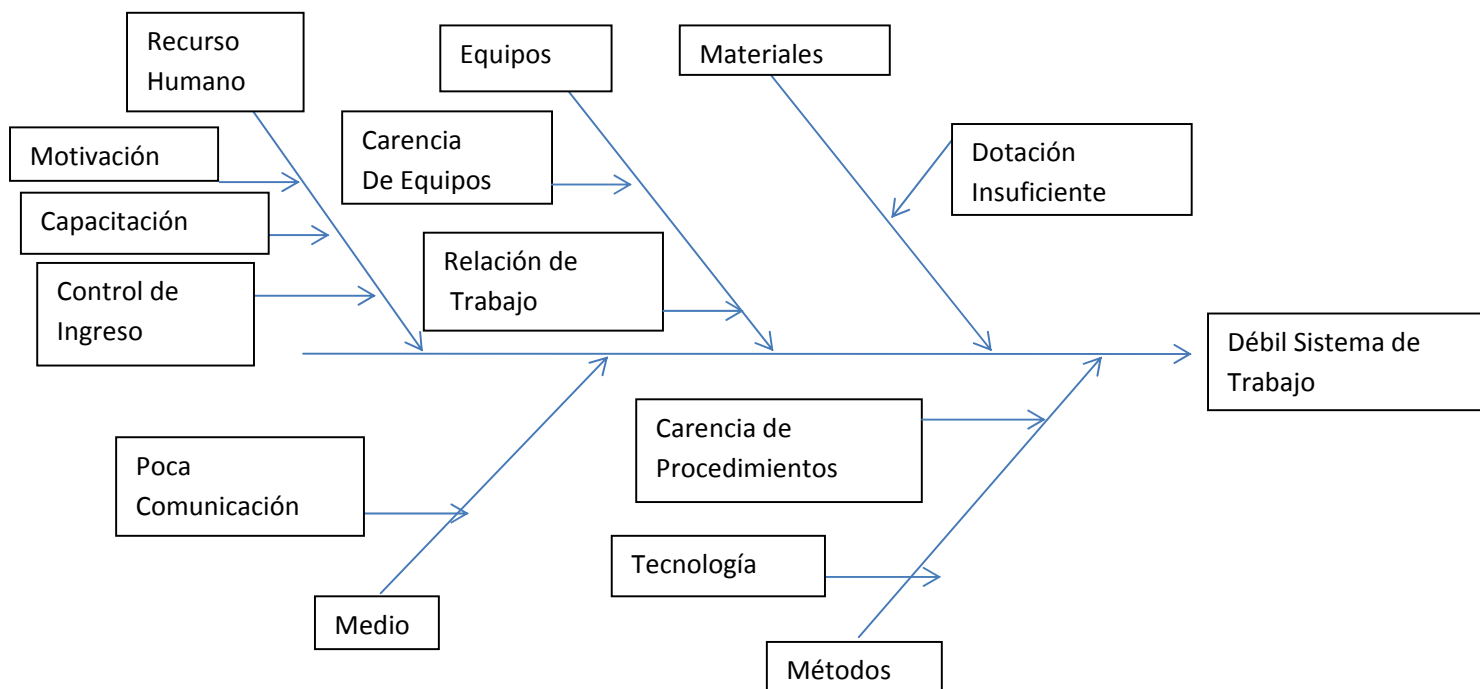 Recurso
Humano
Equipos
Materiales
Motivación
Capacitación
Control de
Ingreso
Carencia
De Equipos
Relación de
Trabajo
Dotación
Insuficiente
Débil Sistema de
Trabajo
Poca
Comunicación
Medio
Carencia de
Procedimientos
Tecnología
Métodos